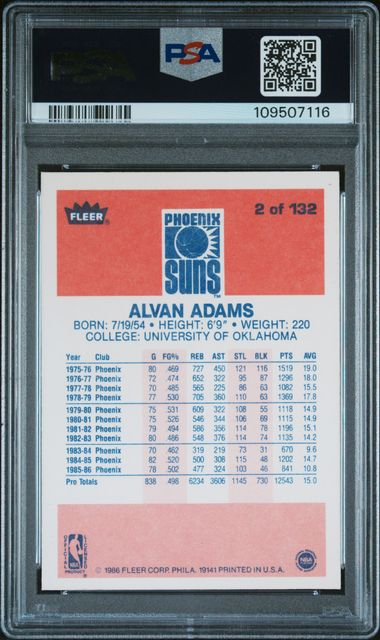 PSA
109507116
FLEER®
2 of 132
PHOENIX
SUNS™
ALVAN ADAMS
BORN: 7/19/54 • HEIGHT: 6'9" • WEIGHT: 220
COLLEGE: UNIVERSITY OF OKLAHOMA
Year Club G FG% REB AST STL BLK PTS AVG
1975-76 Phoenix 80 .469 727 450 121 116 1519 19.0
1976-77 Phoenix 72 .474 652 322 95 87 1296 18.0
1977-78 Phoenix 70 .485 565 225 86 63 1082 15.5
1978-79 Phoenix 77 .530 705 360 110 63 1369 17.8
1979-80 Phoenix 75 .531 609 322 108 55 1118 14.9
1980-81 Phoenix 75 .526 546 344 106 69 1115 14.9
1981-82 Phoenix 79 .494 586 356 114 78 1196 15.1
1982-83 Phoenix 80 .486 548 376 114 74 1135 14.2
1983-84 Phoenix 70 .462 319 219 73 31 670 9.6
1984-85 Phoenix 82 .520 500 308 115 48 1202 14.7
1985-86 Phoenix 78 .502 477 324 103 46 841 10.8
Pro Totals 838 .498 6234 3606 1145 730 12543 15.0
OFFICIAL LICENSED
NBA
PRODUCT
© 1986 FLEER CORP. PHILA. 19141 PRINTED IN U.S.A.